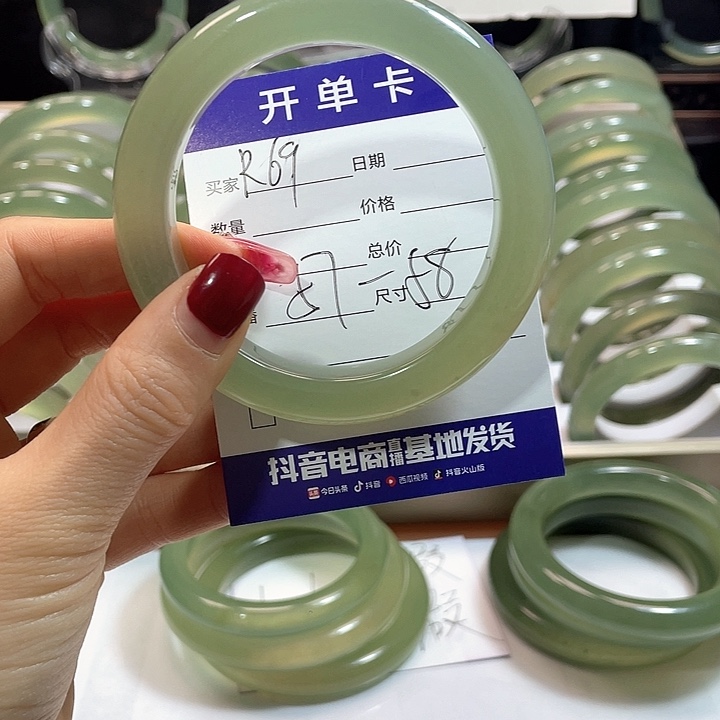 开单卡
买家 R69 日期
数量 价格
总价
87-58 尺寸
抖音电商直播基地发货
今日头条 抖音 西瓜视频 抖音火山版